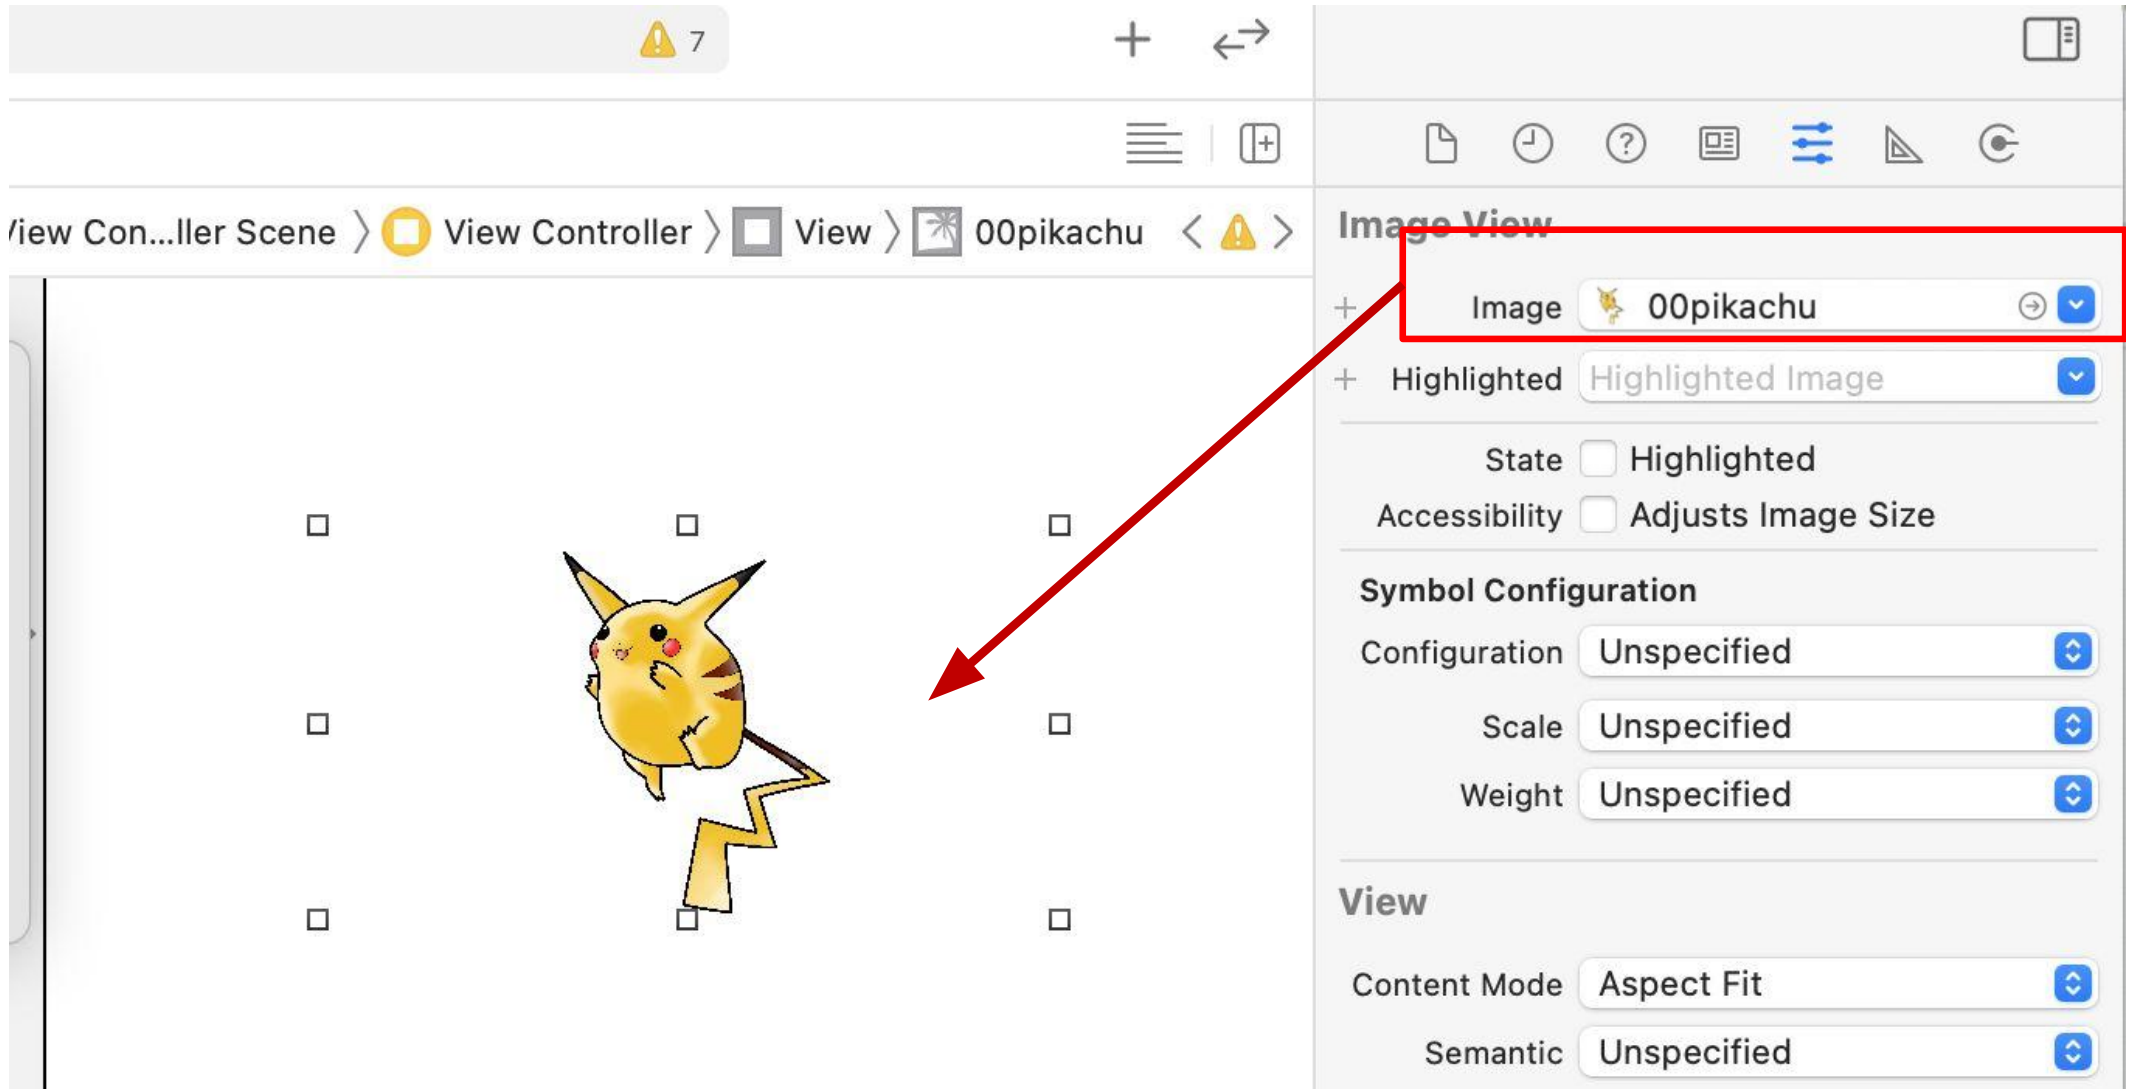 7
View Con...ller Scene 〉 View Controller 〉 View 〉 00pikachu
Image View
Image 00pikachu
Highlighted Highlighted Image
State Highlighted
Accessibility Adjusts Image Size
Symbol Configuration
Configuration Unspecified
Scale Unspecified
Weight Unspecified
View
Content Mode Aspect Fit
Semantic Unspecified